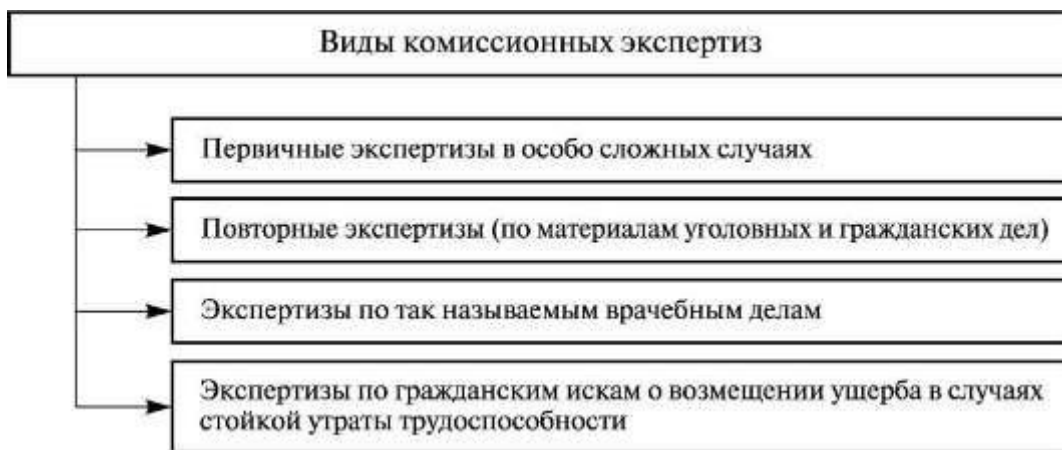 Виды комиссионных экспертиз
Первичные экспертизы в особо сложных случаях
Повторные экспертизы (по материалам уголовных и гражданских дел)
Экспертизы по так называемым врачебным делам
Экспертизы по гражданским искам о возмещении ущерба в случаях
стойкой утраты трудоспособности